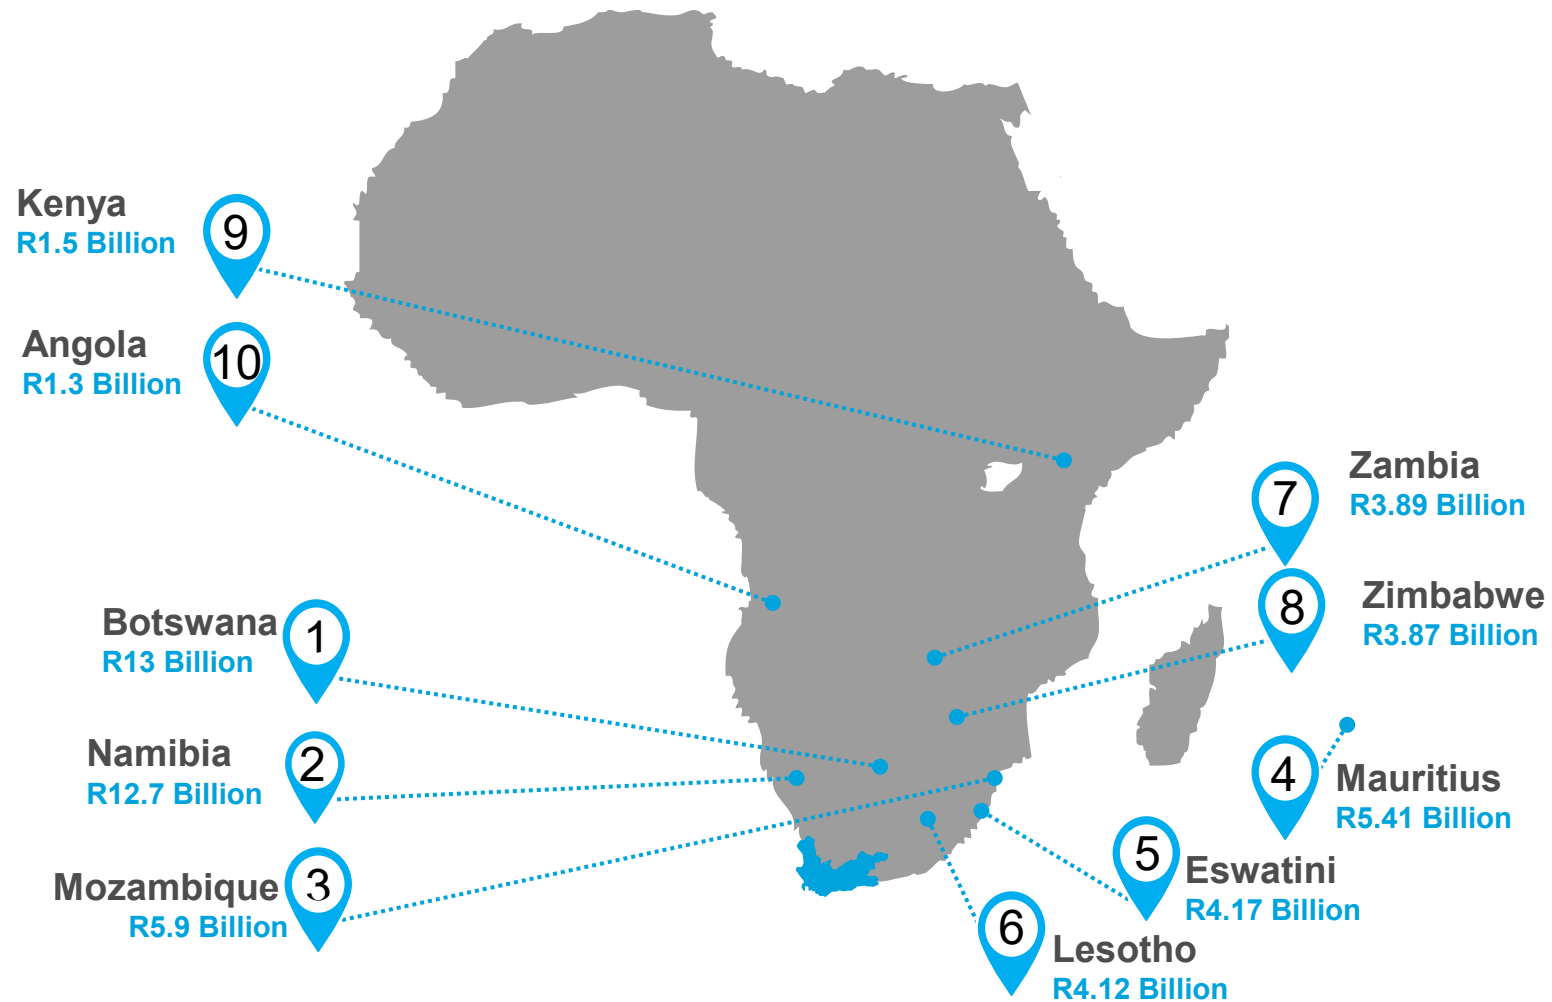 Kenya
R1.5 Billion
9
Angola
R1.3 Billion
10
Botswana
R13 Billion
1
Namibia
R12.7 Billion
2
Mozambique
R5.9 Billion
3
Zambia
R3.89 Billion
7
Zimbabwe
R3.87 Billion
8
Mauritius
R5.41 Billion
4
Eswatini
R4.17 Billion
5
Lesotho
R4.12 Billion
6